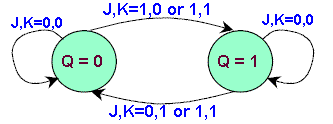 J,K=1,0 or 1,1
J,K=0,0
J,K=0,0
Q = 0
Q = 1
J,K=0,1 or 1,1